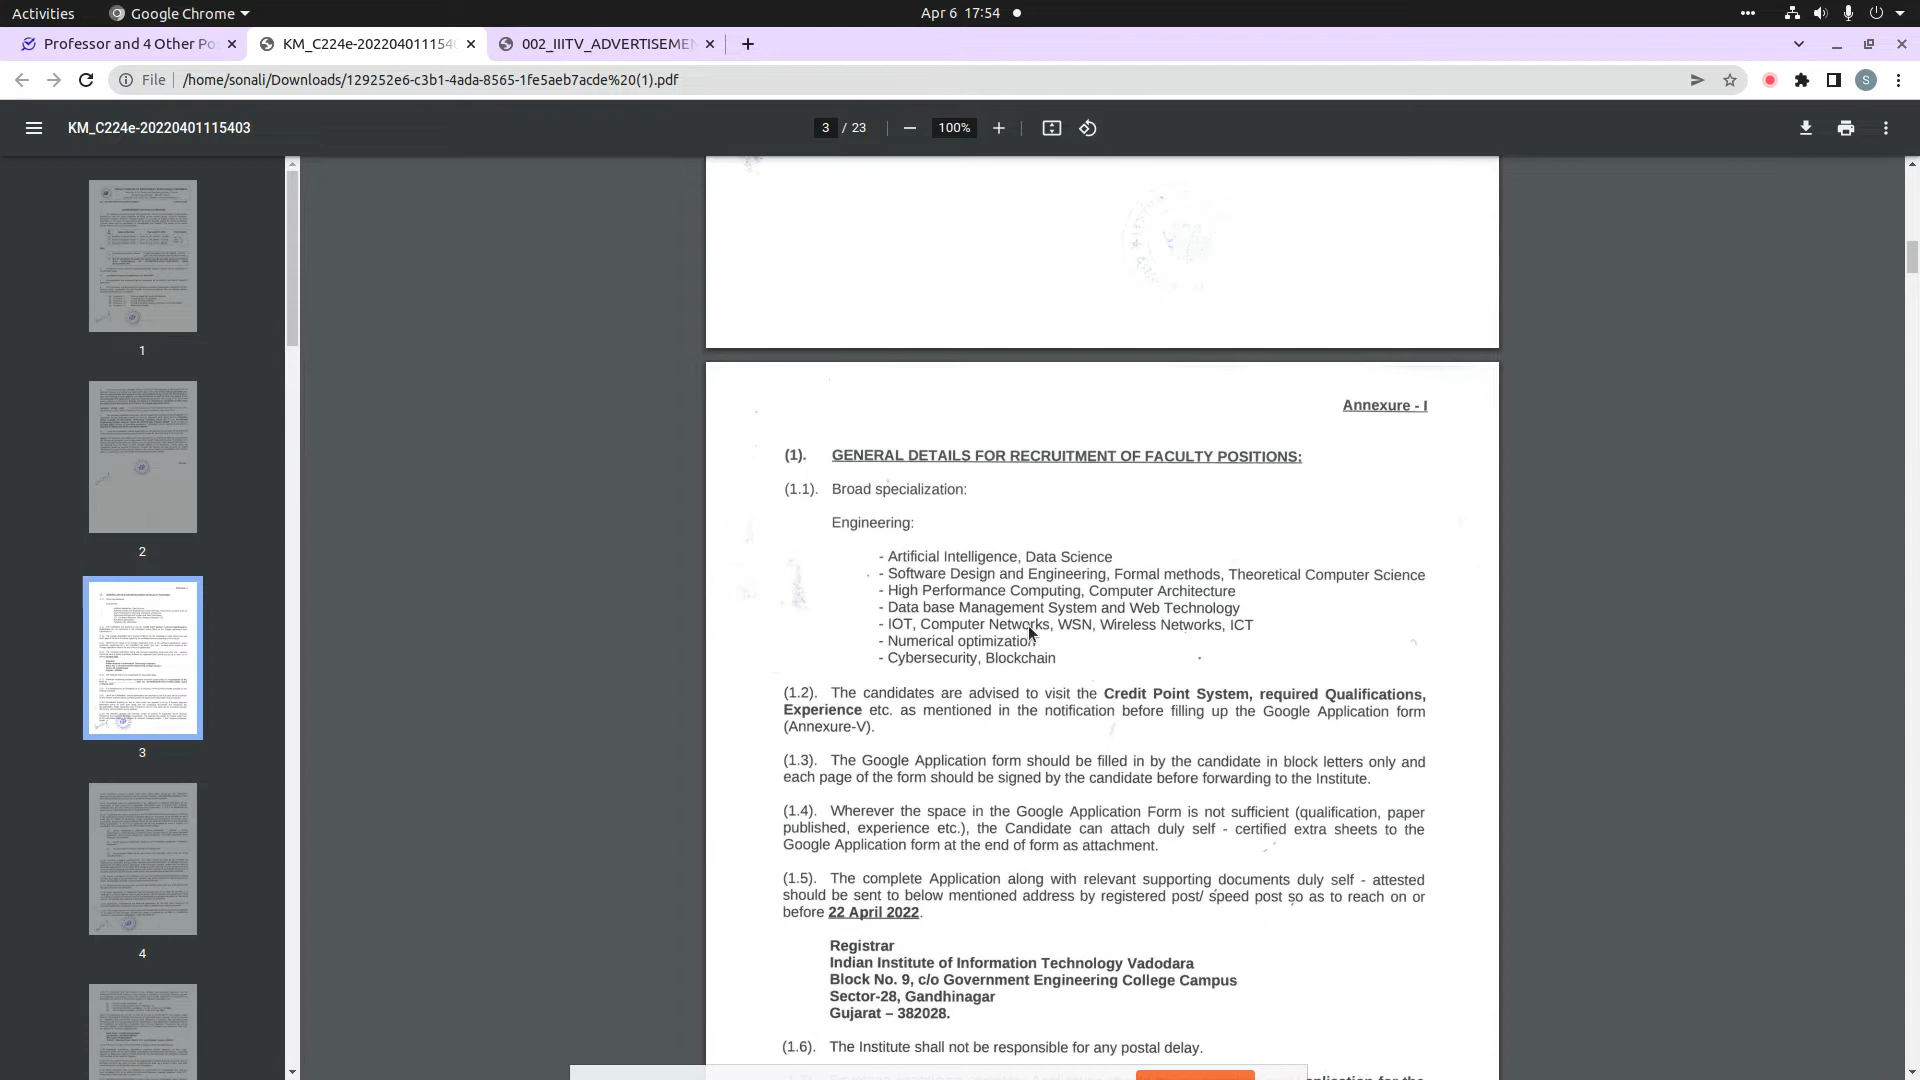 Activities Google Chrome Apr 6 17:54
Professor and 4 Other Po KM_C224e-2022040111540 002_IIITV_ADVERTISEMEN
File /home/sonali/Downloads/129252e6-c3b1-4ada-8565-1fe5aeb7acde%20(1).pdf S
KM_C224e-20220401115403 3 / 23 100%
1
2
3
4
Annexure - I
(1). GENERAL DETAILS FOR RECRUITMENT OF FACULTY POSITIONS:
(1.1). Broad specialization:
Engineering:
- Artificial Intelligence, Data Science
- Software Design and Engineering, Formal methods, Theoretical Computer Science
- High Performance Computing, Computer Architecture
- Data base Management System and Web Technology
- IOT, Computer Networks, WSN, Wireless Networks, ICT
- Numerical optimization
- Cybersecurity, Blockchain
(1.2). The candidates are advised to visit the Credit Point System, required Qualifications,
Experience etc. as mentioned in the notification before filling up the Google Application form
(Annexure-V).
(1.3). The Google Application form should be filled in by the candidate in block letters only and
each page of the form should be signed by the candidate before forwarding to the Institute.
(1.4). Wherever the space in the Google Application Form is not sufficient (qualification, paper
published, experience etc.), the Candidate can attach duly self - certified extra sheets to the
Google Application form at the end of form as attachment.
(1.5). The complete Application along with relevant supporting documents duly self - attested
should be sent to below mentioned address by registered post/ speed post so as to reach on or
before 22 April 2022.
Registrar
Indian Institute of Information Technology Vadodara
Block No. 9, c/o Government Engineering College Campus
Sector-28, Gandhinagar
Gujarat – 382028.
(1.6). The Institute shall not be responsible for any postal delay.